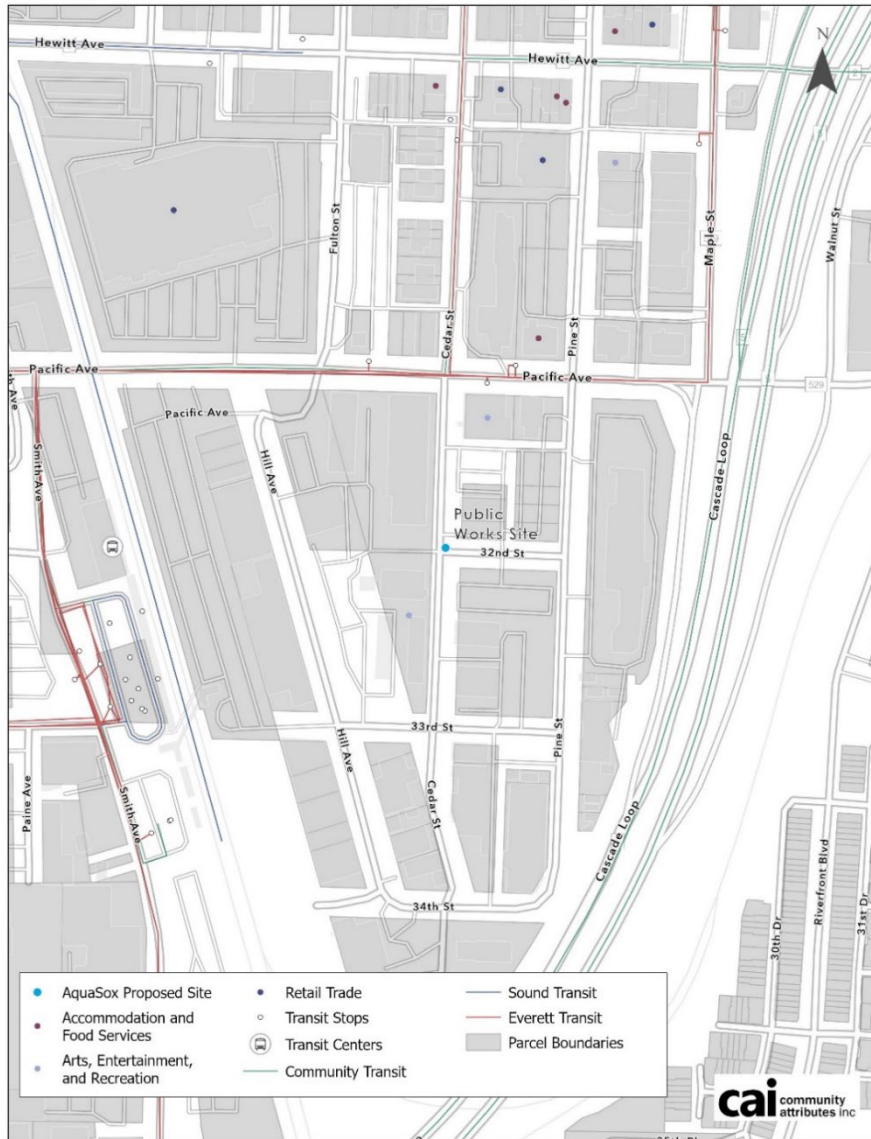 Hewitt Ave
Hewitt Ave
N
2
5
Fulton St
Maple St
Walnut St
Cedar St
Pine St
Pacific Ave
Pacific Ave
529
Pacific Ave
Smith Ave
Hill Ave
Cascade Loop
Public
Works Site
32nd St
33rd St
Hill Ave
Pine St
Paine Ave
Smith Ave
Cedar St
Cascade Loop
34th St
30th Dr
Riverfront Blvd
31st Dr
AquaSox Proposed Site
Accommodation and
Food Services
Arts, Entertainment,
and Recreation
Retail Trade
Transit Stops
Transit Centers
Community Transit
Sound Transit
Everett Transit
Parcel Boundaries
cai community
attributes inc